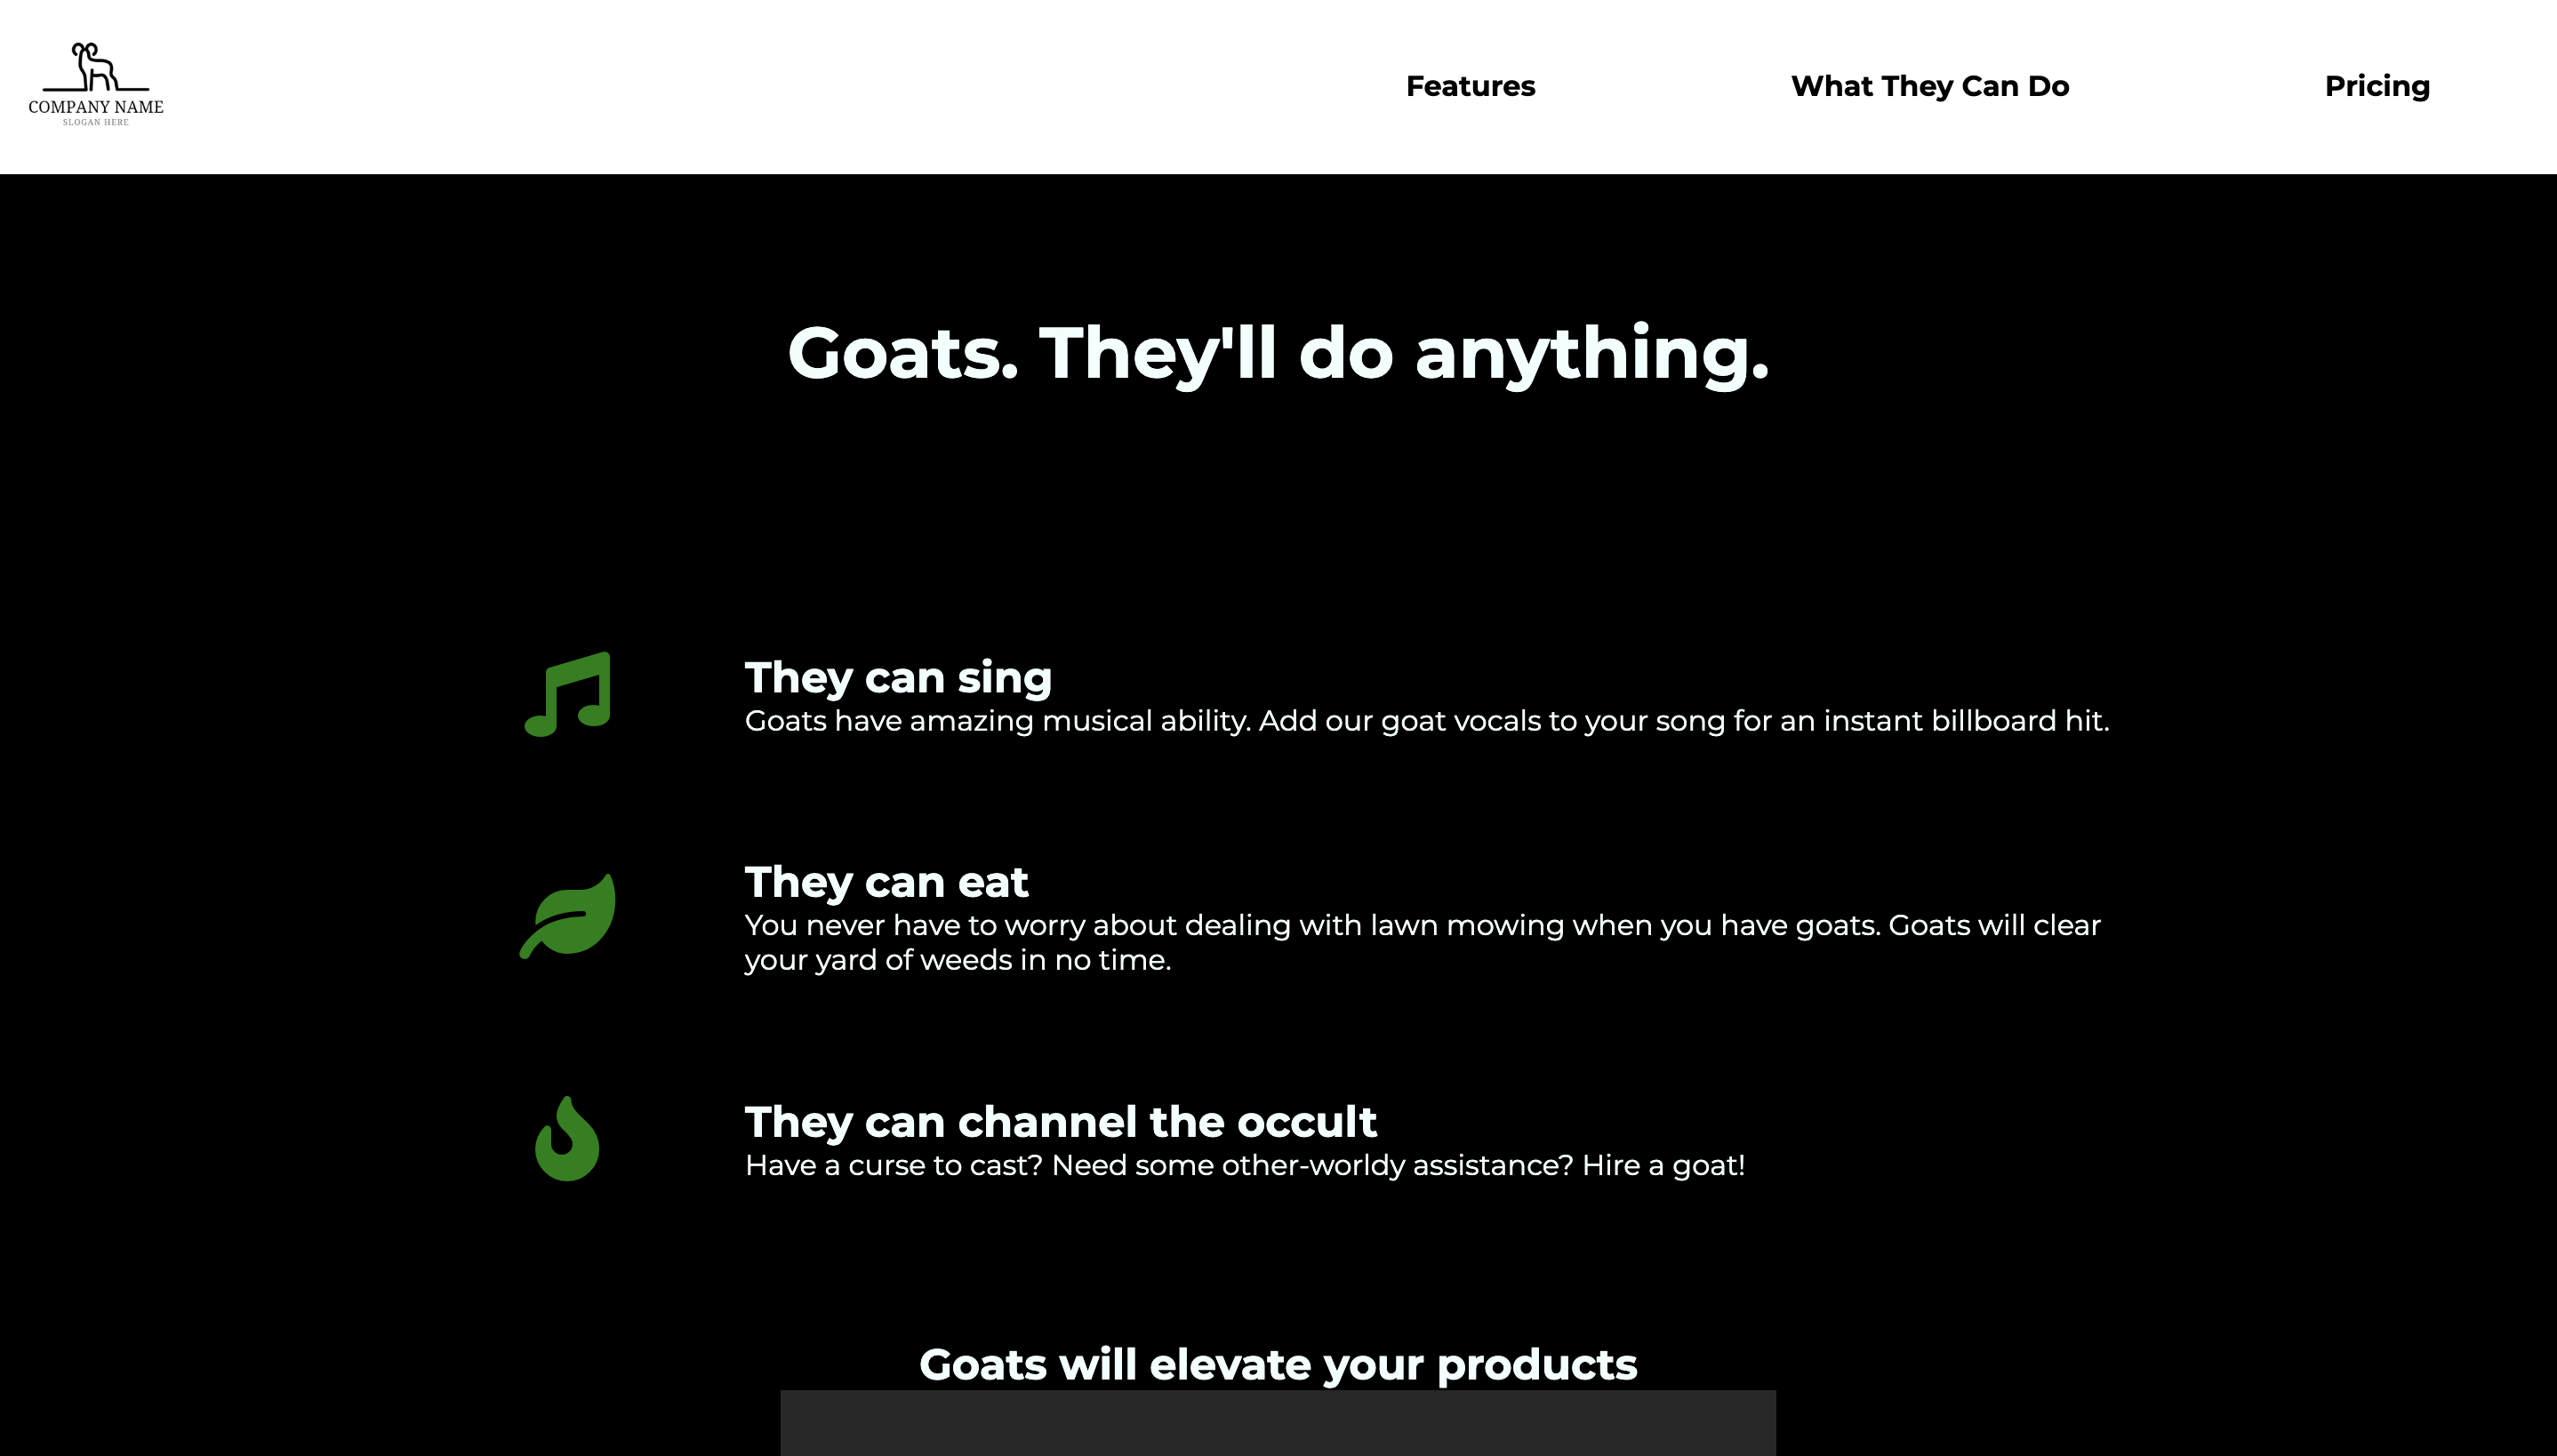 COMPANY NAME
SLOGAN HERE
Features
What They Can Do
Pricing
Goats. They'll do anything.
They can sing
Goats have amazing musical ability. Add our goat vocals to your song for an instant billboard hit.
They can eat
You never have to worry about dealing with lawn mowing when you have goats. Goats will clear
your yard of weeds in no time.
They can channel the occult
Have a curse to cast? Need some other-worldy assistance? Hire a goat!
Goats will elevate your products